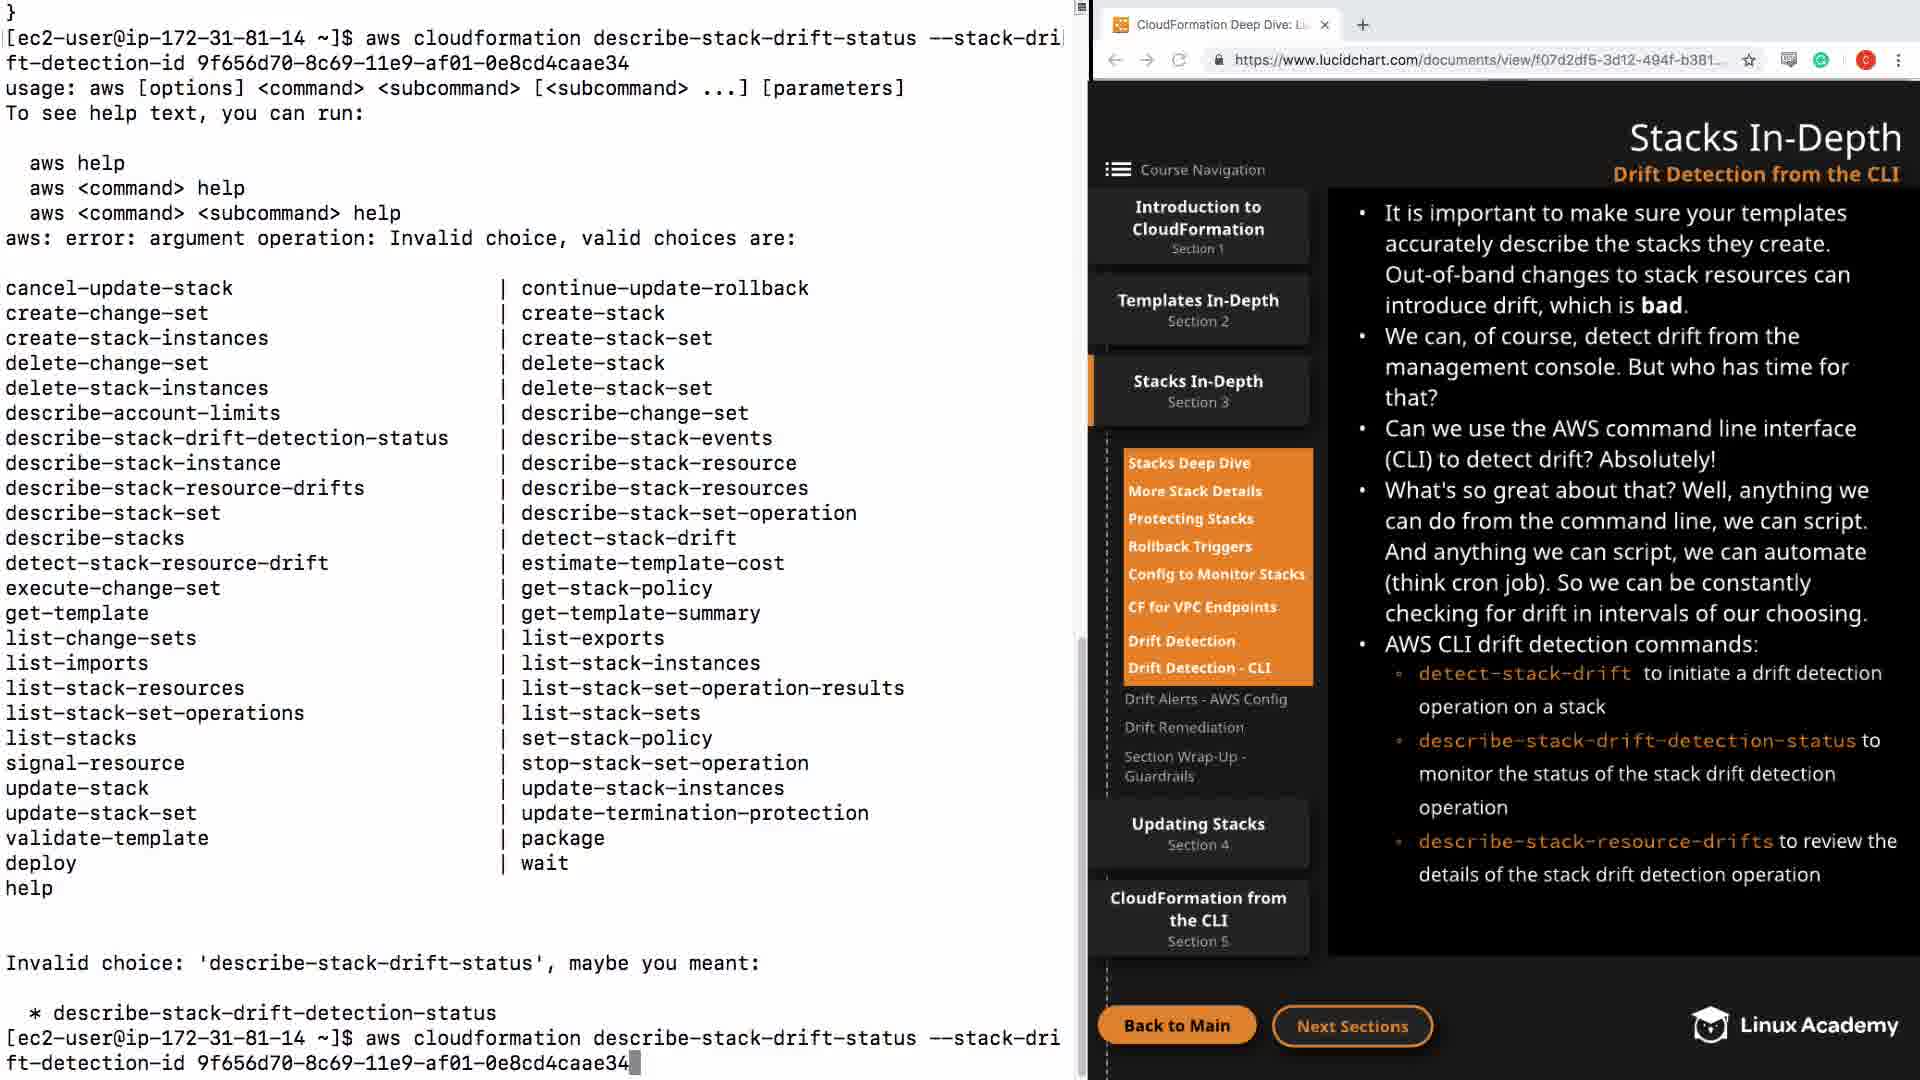 }
[ec2-user@ip-172-31-81-14 ~]$ aws cloudformation describe-stack-drift-status --stack-dri
ft-detection-id 9f656d70-8c69-11e9-af01-0e8cd4caae34
usage: aws [options] <command> <subcommand> [<subcommand> ...] [parameters]
To see help text, you can run:
aws help
aws <command> help
aws <command> <subcommand> help
aws: error: argument operation: Invalid choice, valid choices are:
cancel-update-stack | continue-update-rollback
create-change-set | create-stack
create-stack-instances | create-stack-set
delete-change-set | delete-stack
delete-stack-instances | delete-stack-set
describe-account-limits | describe-change-set
describe-stack-drift-detection-status | describe-stack-events
describe-stack-instance | describe-stack-resource
describe-stack-resource-drifts | describe-stack-resources
describe-stack-set | describe-stack-set-operation
describe-stacks | detect-stack-drift
detect-stack-resource-drift | estimate-template-cost
execute-change-set | get-stack-policy
get-template | get-template-summary
list-change-sets | list-exports
list-imports | list-stack-instances
list-stack-resources | list-stack-set-operation-results
list-stack-set-operations | list-stack-sets
list-stacks | set-stack-policy
signal-resource | stop-stack-set-operation
update-stack | update-stack-instances
update-stack-set | update-termination-protection
validate-template | package
deploy | wait
help
Invalid choice: 'describe-stack-drift-status', maybe you meant:
* describe-stack-drift-detection-status
[ec2-user@ip-172-31-81-14 ~]$ aws cloudformation describe-stack-drift-status --stack-dri
ft-detection-id 9f656d70-8c69-11e9-af01-0e8cd4caae34
CloudFormation Deep Dive: Li
https://www.lucidchart.com/documents/view/f07d2df5-3d12-494f-b381...
C
Stacks In-Depth
Drift Detection from the CLI
Course Navigation
Introduction to
CloudFormation
Section 1
Templates In-Depth
Section 2
Stacks In-Depth
Section 3
Stacks Deep Dive
More Stack Details
Protecting Stacks
Rollback Triggers
Config to Monitor Stacks
CF for VPC Endpoints
Drift Detection
Drift Detection - CLI
Drift Alerts - AWS Config
Drift Remediation
Section Wrap-Up -
Guardrails
Updating Stacks
Section 4
CloudFormation from
the CLI
Section 5
• It is important to make sure your templates
accurately describe the stacks they create.
Out-of-band changes to stack resources can
introduce drift, which is bad.
• We can, of course, detect drift from the
management console. But who has time for
that?
• Can we use the AWS command line interface
(CLI) to detect drift? Absolutely!
• What's so great about that? Well, anything we
can do from the command line, we can script.
And anything we can script, we can automate
(think cron job). So we can be constantly
checking for drift in intervals of our choosing.
• AWS CLI drift detection commands:
◦ detect-stack-drift to initiate a drift detection
operation on a stack
◦ describe-stack-drift-detection-status to
monitor the status of the stack drift detection
operation
◦ describe-stack-resource-drifts to review the
details of the stack drift detection operation
Back to Main
Next Sections
Linux Academy